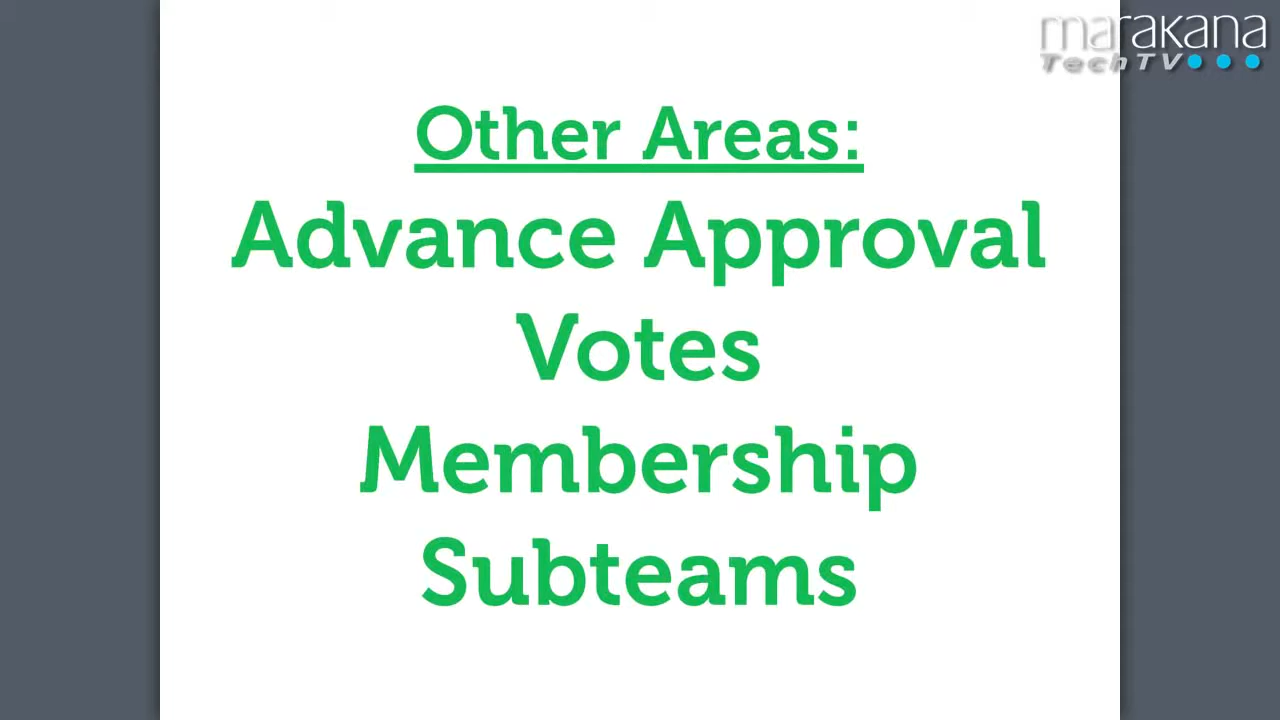 marakana
TechTV
Other Areas:
Advance Approval
Votes
Membership
Subteams